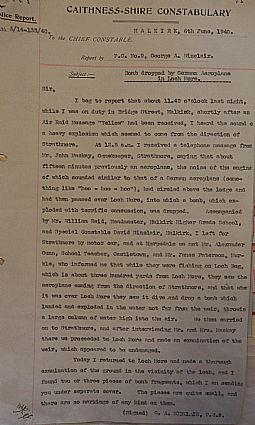 CAITHNESS-SHIRE CONSTABULARY
Police Report.
HALKIRK, 6th June, 1940.
To the CHIEF CONSTABLE.
Report by P.C. No.9, George A. Sinclair.
Subject:- Bomb dropped by German Aeroplane
in Loch More.
Sir,
I beg to report that about 11.45 o'clock last night,
while I was on duty in Bridge Street, Halkirk, shortly after an
Air Raid Message "Yellow" had been received, I heard the sound o
a heavy explosion which seemed to come from the direction of
Strathmore. At 12.5 a.m. I received a telephone message from
Mr. John Mackay, Gamekeeper, Strathmore, saying that about
fifteen minutes previously an aeroplane, the noise of the engines
of which sounded similar to that of a German aeroplane (some-
thing like "hoo - hoo - hoo"), had circled above the lodge and
had then passed over Loch More, into which a bomb, which ex-
ploded with terrific concussion, was dropped. Accompanied
by Mr. William Reid, Headmaster, Halkirk Higher Grade School,
and Special Constable David Sinclair, Halkirk, I left for
Strathmore by motor car, and at Harpsdale we met Mr. Alexander
Gunn, School Teacher, Castletown, and Mr. James Paterson,
who informed me that while they were fishing on Loch Beg,
which is about three hundred yards from Loch More, they saw the
aeroplane coming from the direction of Strathmore, and that whe
it was over Loch More they saw it dive and drop a bomb which
landed and exploded in the water not far from the weir, throwin
a large column of water high into the air. We then carried
on to Strathmore, and after interviewing Mr. and Mrs. Mackay
there we proceeded to Loch More and made an examination of the
weir, which appeared to be undamaged.
Today I returned to Loch More and made a thorough
examination of the ground in the vicinity of the loch, and I
found two or three pieces of bomb fragments, which I am sending
you under separate cover. The pieces are quite small, and
there are no markings of any kind on them.
(Signed) G. A. SINCLAIR, P.C.9